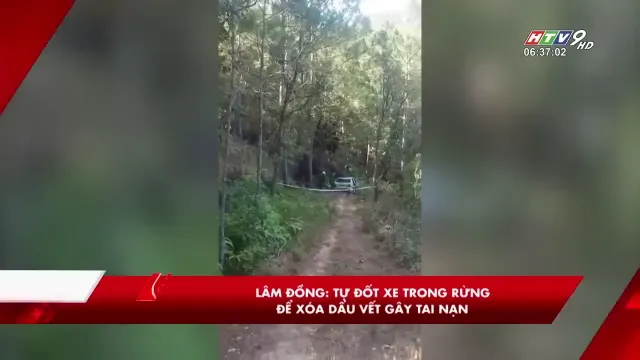 HTV9 HD
06:37:02
LÂM ĐỒNG: TỰ ĐỐT XE TRONG RỪNG
ĐỂ XÓA DẤU VẾT GÂY TAI NẠN